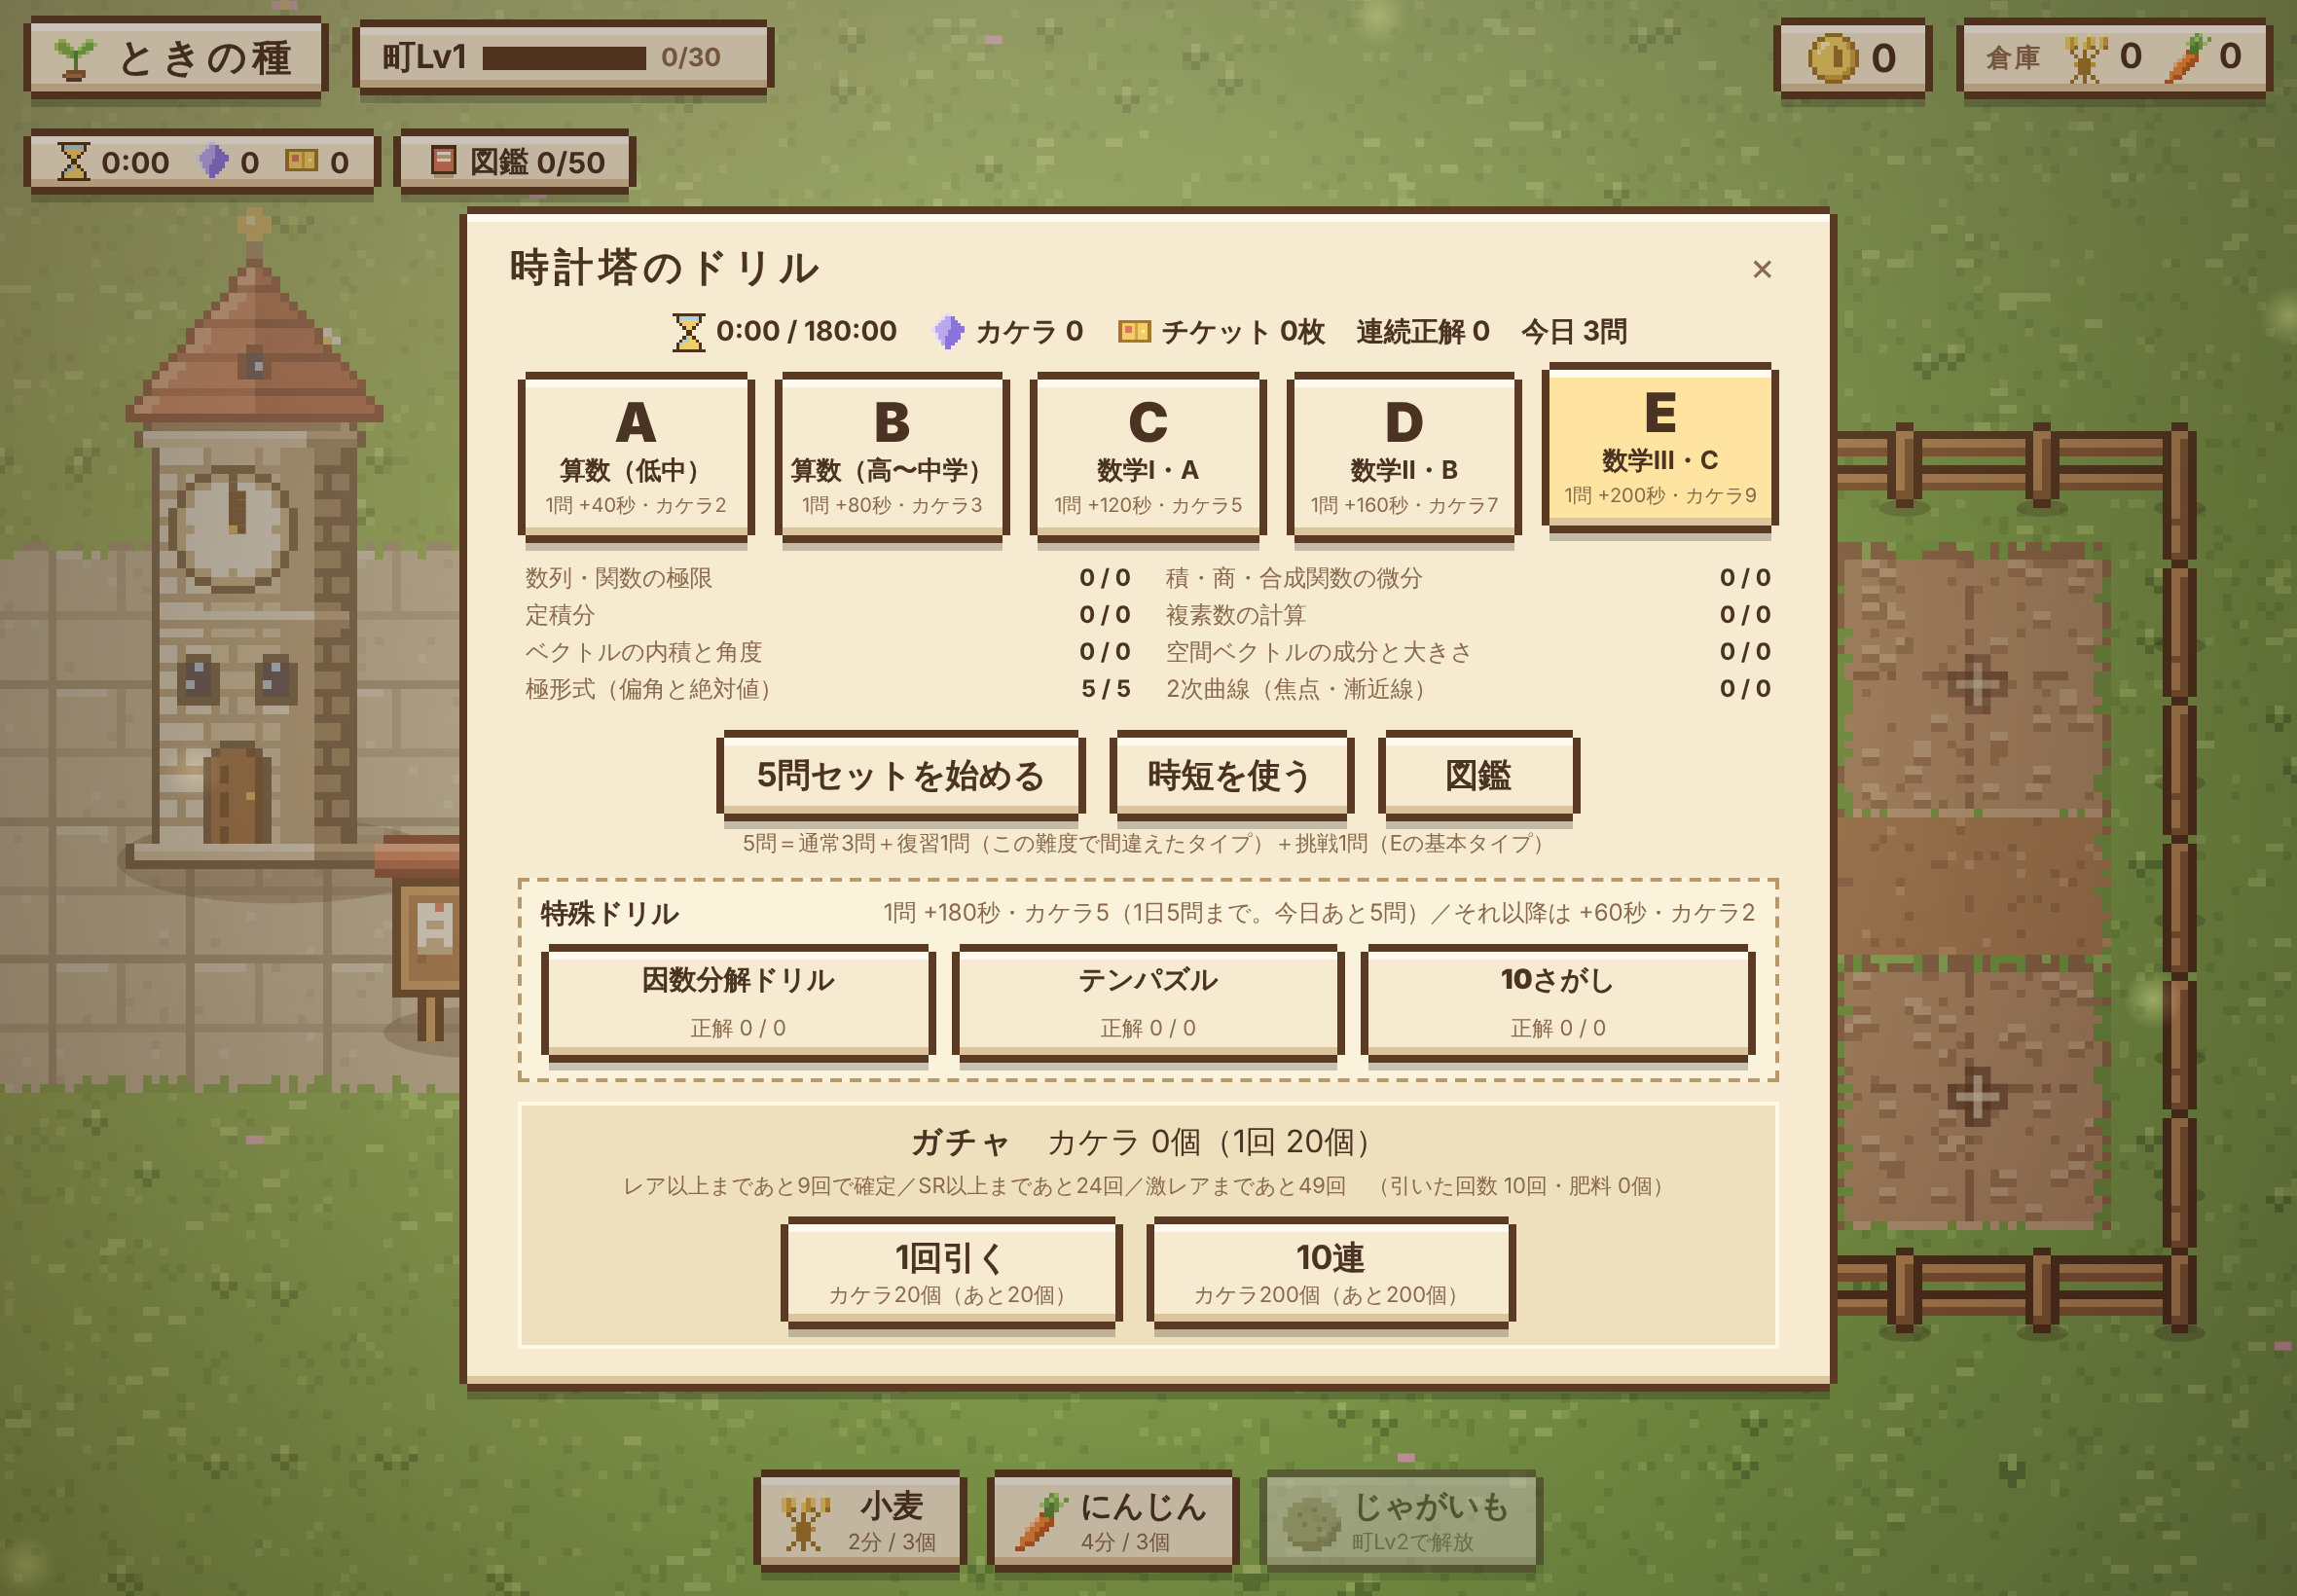 ときの種
町Lv1 0/30
0
倉庫 0 0
0:00 0 0
図鑑 0/50
時計塔のドリル
×
0:00 / 180:00 カケラ 0 チケット 0枚 連続正解 0 今日 3問
A
算数（低中）
1問 +40秒・カケラ2
B
算数（高〜中学）
1問 +80秒・カケラ3
C
数学I・A
1問 +120秒・カケラ5
D
数学II・B
1問 +160秒・カケラ7
E
数学III・C
1問 +200秒・カケラ9
数列・関数の極限 0 / 0
積・商・合成関数の微分 0 / 0
定積分 0 / 0
複素数の計算 0 / 0
ベクトルの内積と角度 0 / 0
空間ベクトルの成分と大きさ 0 / 0
極形式（偏角と絶対値） 5 / 5
2次曲線（焦点・漸近線） 0 / 0
5問セットを始める
時短を使う
図鑑
5問＝通常3問＋復習1問（この難度で間違えたタイプ）＋挑戦1問（Eの基本タイプ）
特殊ドリル
1問 +180秒・カケラ5（1日5問まで。今日あと5問）／それ以降は +60秒・カケラ2
因数分解ドリル
正解 0 / 0
テンパズル
正解 0 / 0
10さがし
正解 0 / 0
ガチャ カケラ 0個（1回 20個）
レア以上まであと9回で確定／SR以上まであと24回／激レアまであと49回 （引いた回数 10回・肥料 0個）
1回引く
カケラ20個（あと20個）
10連
カケラ200個（あと200個）
小麦
2分 / 3個
にんじん
4分 / 3個
じゃがいも
町Lv2で解放